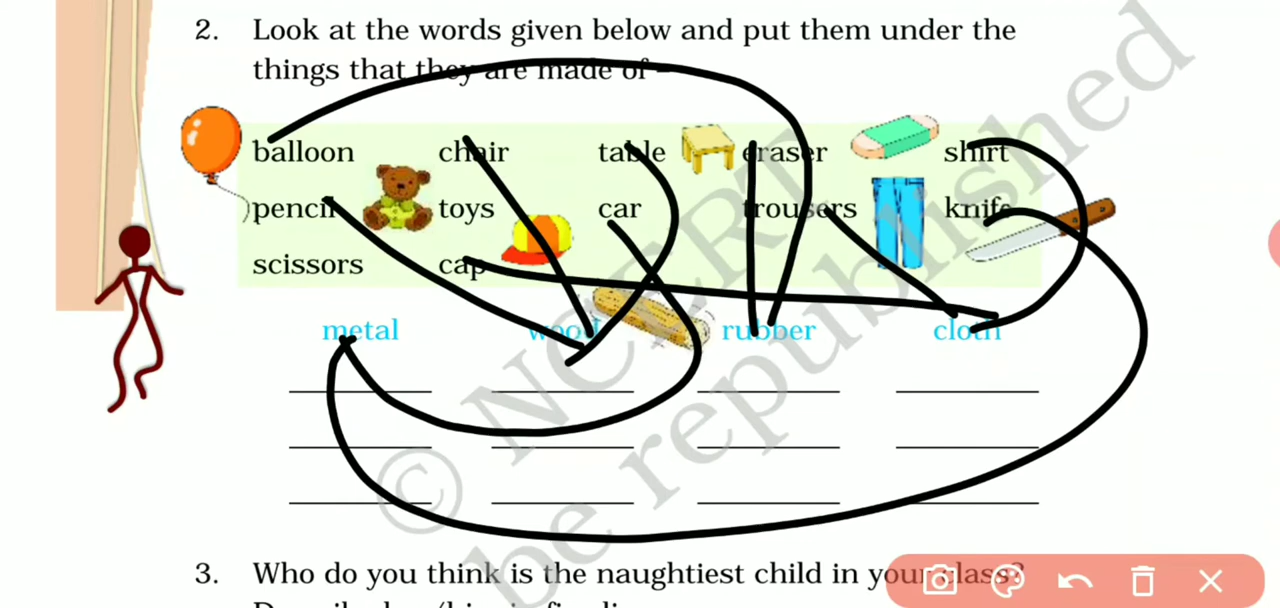 2. Look at the words given below and put them under the
things that they are made of –
balloon chair table eraser shirt
pencil toys car trousers knife
scissors cap
metal wood rubber cloth
© NCERT
be republished
3. Who do you think is the naughtiest child in your class?